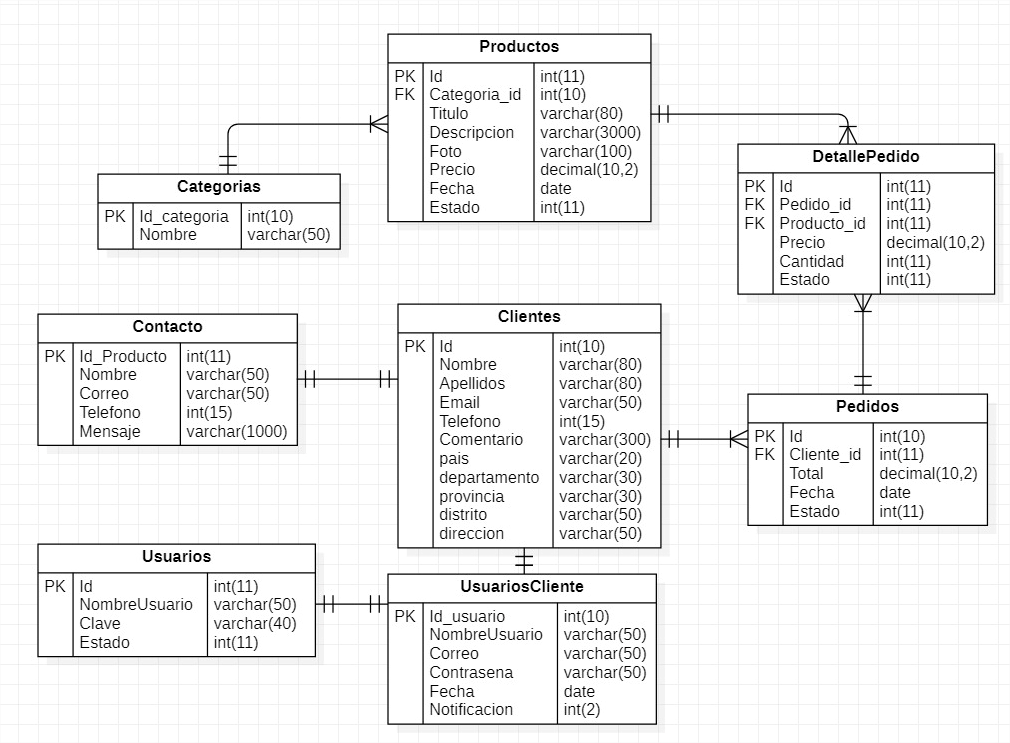 Productos
PK Id int(11)
FK Categoria_id int(10)
Titulo varchar(80)
Descripcion varchar(3000)
Foto varchar(100)
Precio decimal(10,2)
Fecha date
Estado int(11)
DetallePedido
PK Id int(11)
FK Pedido_id int(11)
FK Producto_id int(11)
Precio decimal(10,2)
Cantidad int(11)
Estado int(11)
Categorias
PK Id_categoria int(10)
Nombre varchar(50)
Contacto
PK Id_Producto int(11)
Nombre varchar(50)
Correo varchar(50)
Telefono int(15)
Mensaje varchar(1000)
Clientes
PK Id int(10)
Nombre varchar(80)
Apellidos varchar(80)
Email varchar(50)
Telefono int(15)
Comentario varchar(300)
pais varchar(20)
departamento varchar(30)
provincia varchar(30)
distrito varchar(50)
direccion varchar(50)
Pedidos
PK Id int(10)
FK Cliente_id int(11)
Total decimal(10,2)
Fecha date
Estado int(11)
Usuarios
PK Id int(11)
NombreUsuario varchar(50)
Clave varchar(40)
Estado int(11)
UsuariosCliente
PK Id_usuario int(10)
NombreUsuario varchar(50)
Correo varchar(50)
Contrasena varchar(50)
Fecha date
Notificacion int(2)